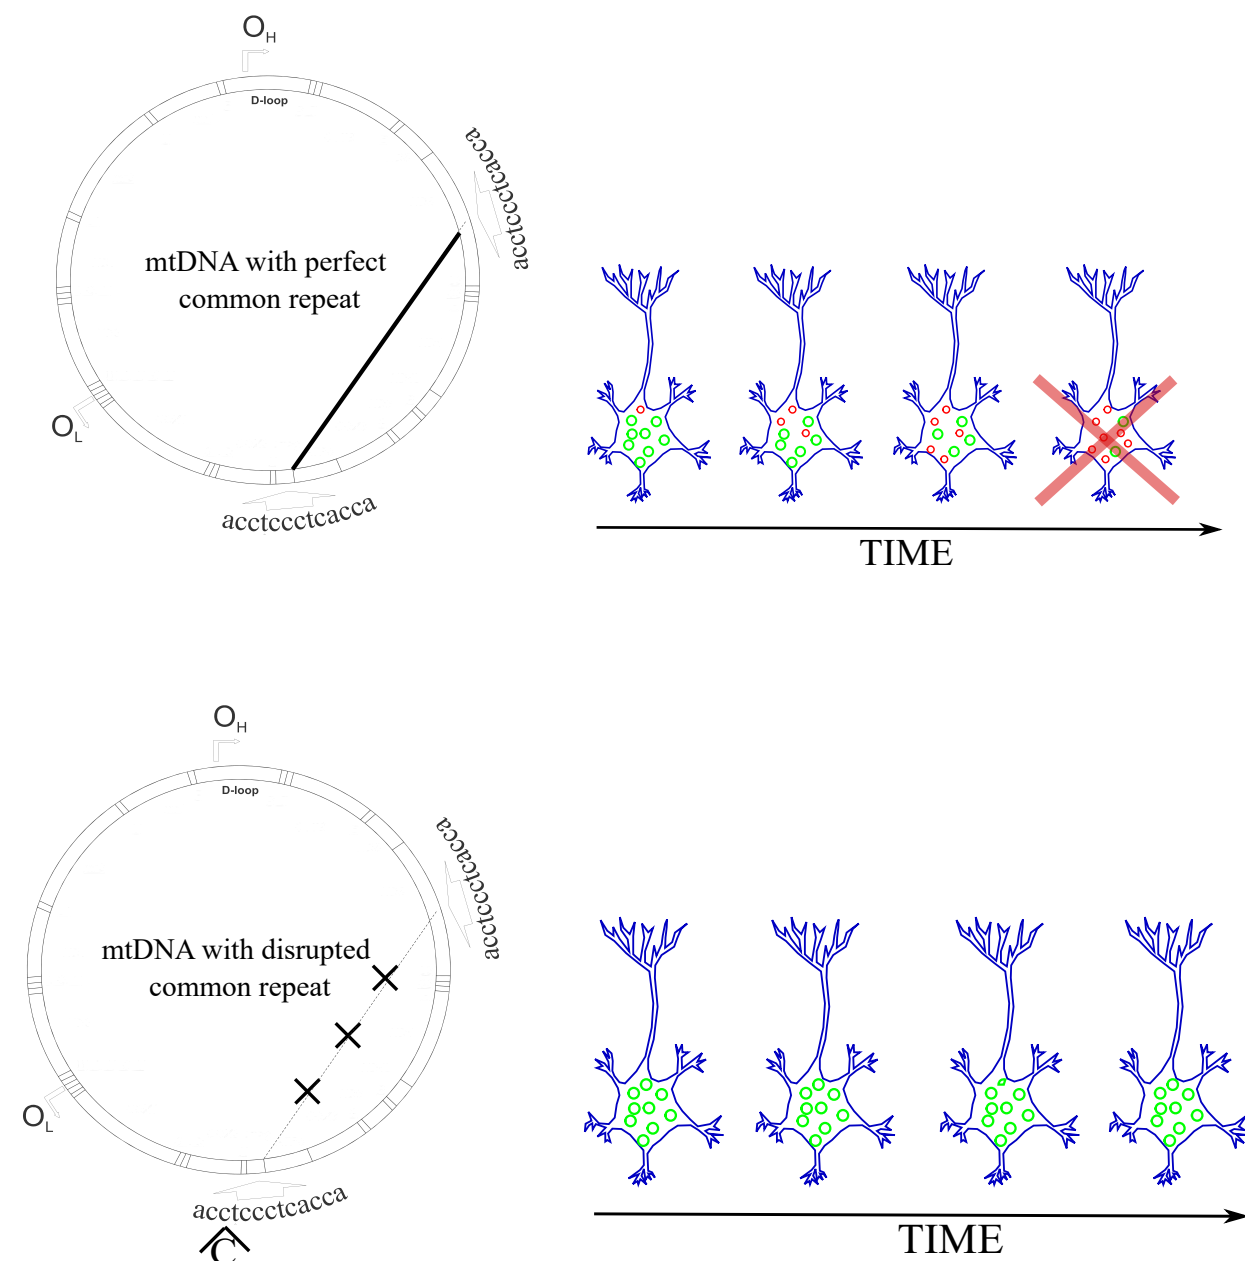 OH
D-loop
acctccctcacca
mtDNA with perfect
common repeat
OL
acctccctcacca
TIME
OH
D-loop
acctccctcacca
mtDNA with disrupted
common repeat
OL
acctccctcacca
C
TIME